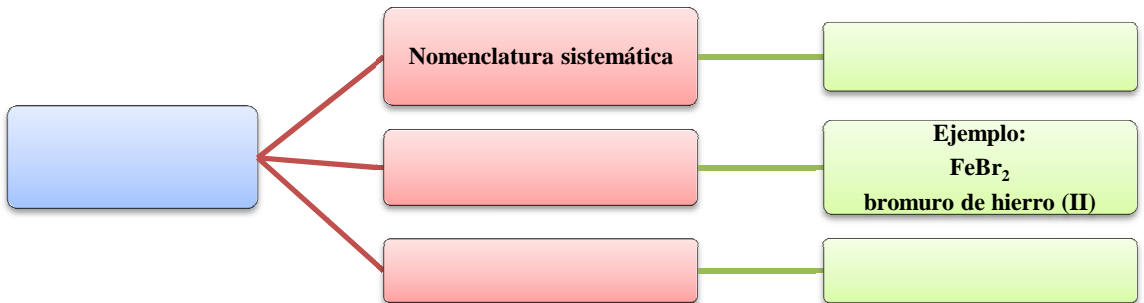 Nomenclatura sistemática
Ejemplo:
FeBr₂
bromuro de hierro (II)